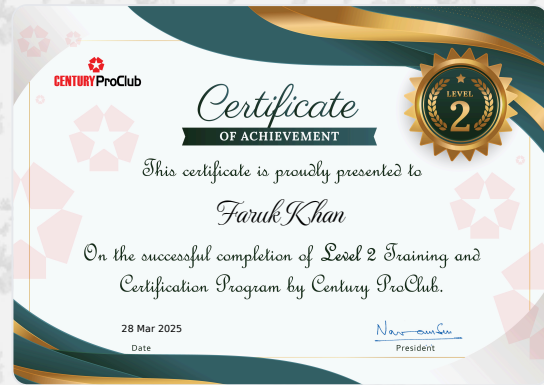 CENTURY ProClub
LEVEL
2
Certificate
OF ACHIEVEMENT
This certificate is proudly presented to
Faruk Khan
On the successful completion of Level 2 Training and
Certification Program by Century ProClub.
28 Mar 2025
Date
President